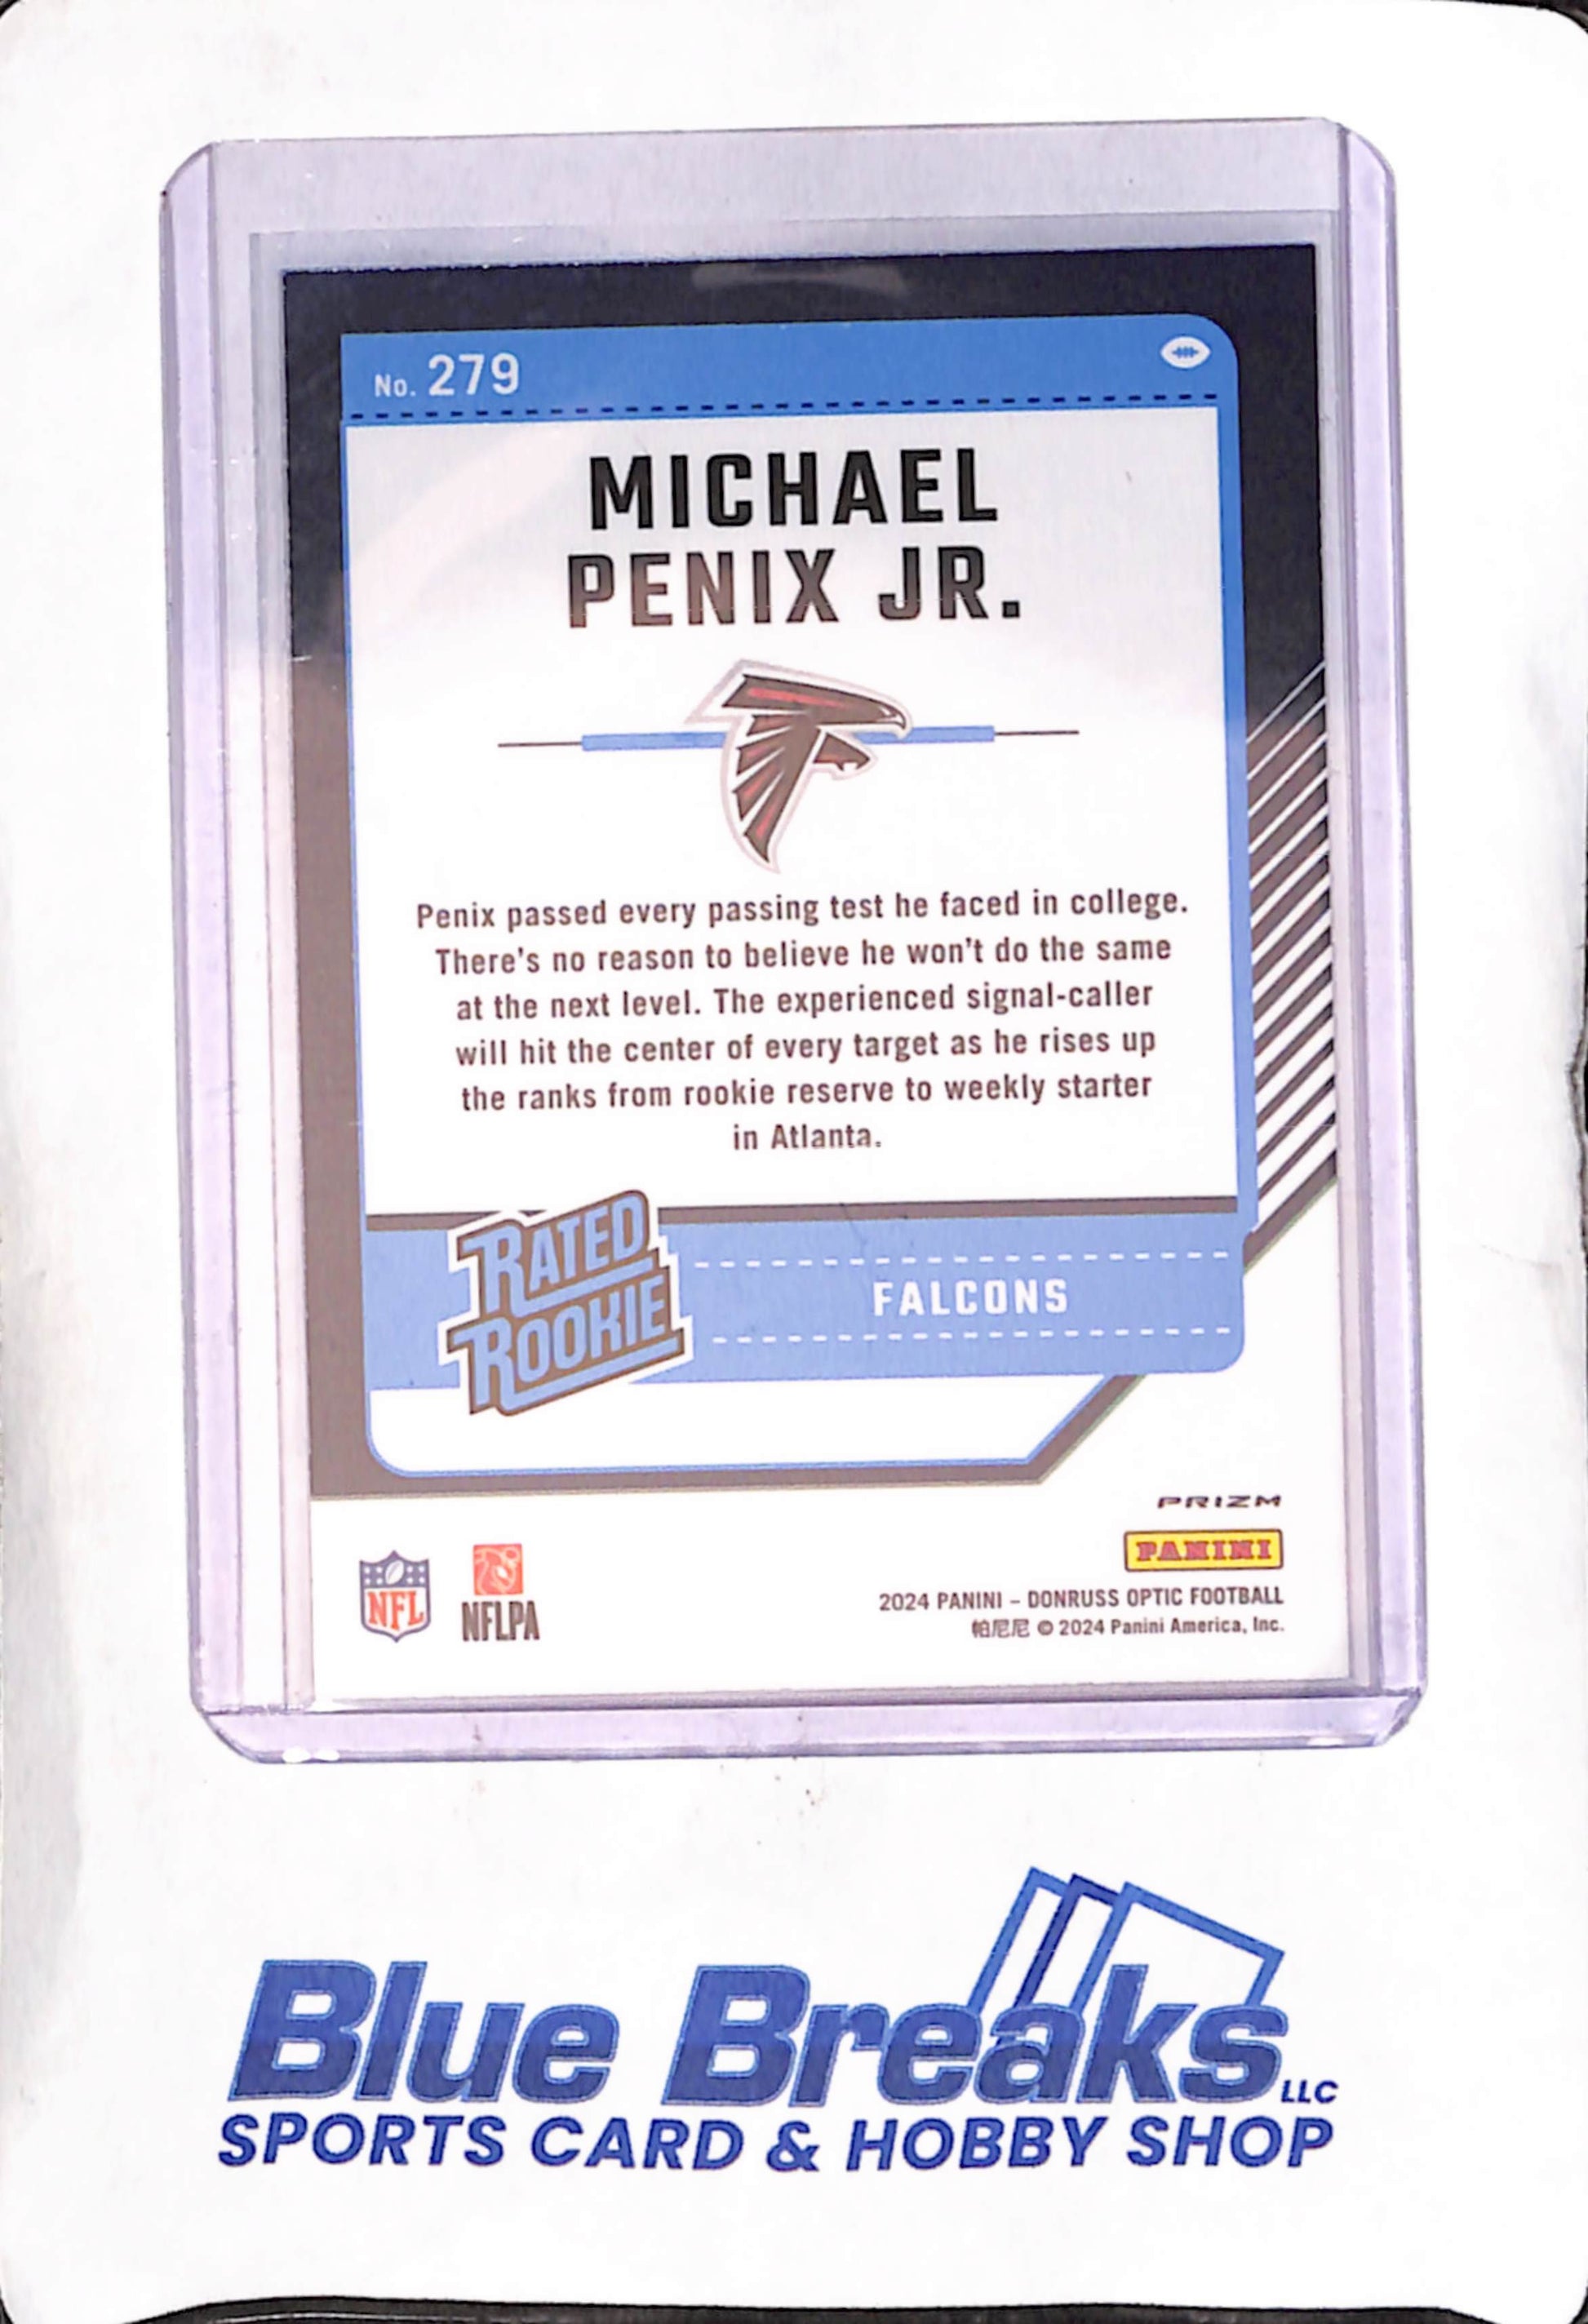 No. 279
MICHAEL
PENIX JR.
Penix passed every passing test he faced in college.
There's no reason to believe he won't do the same
at the next level. The experienced signal-caller
will hit the center of every target as he rises up
the ranks from rookie reserve to weekly starter
in Atlanta.
RATED
ROOKIE
FALCONS
PRIZM
PANINI
NFL
NFLPA
2024 PANINI – DONRUSS OPTIC FOOTBALL
帕尼尼 © 2024 Panini America, Inc.
Blue Breaks LLC
SPORTS CARD & HOBBY SHOP